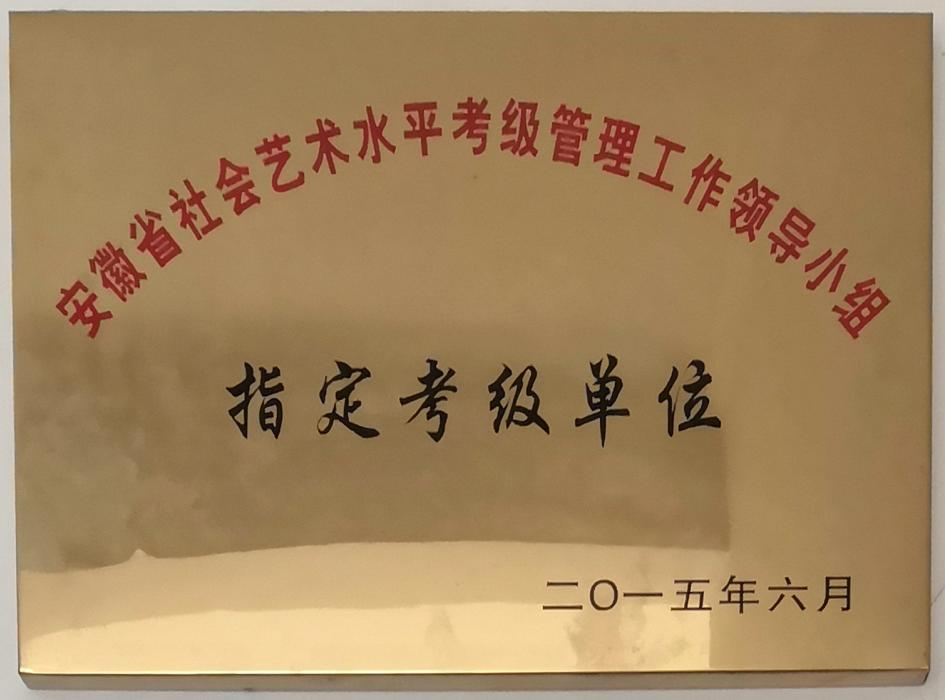 安徽省社会艺术水平考级管理工作领导小组
指定考级单位
二〇一五年六月